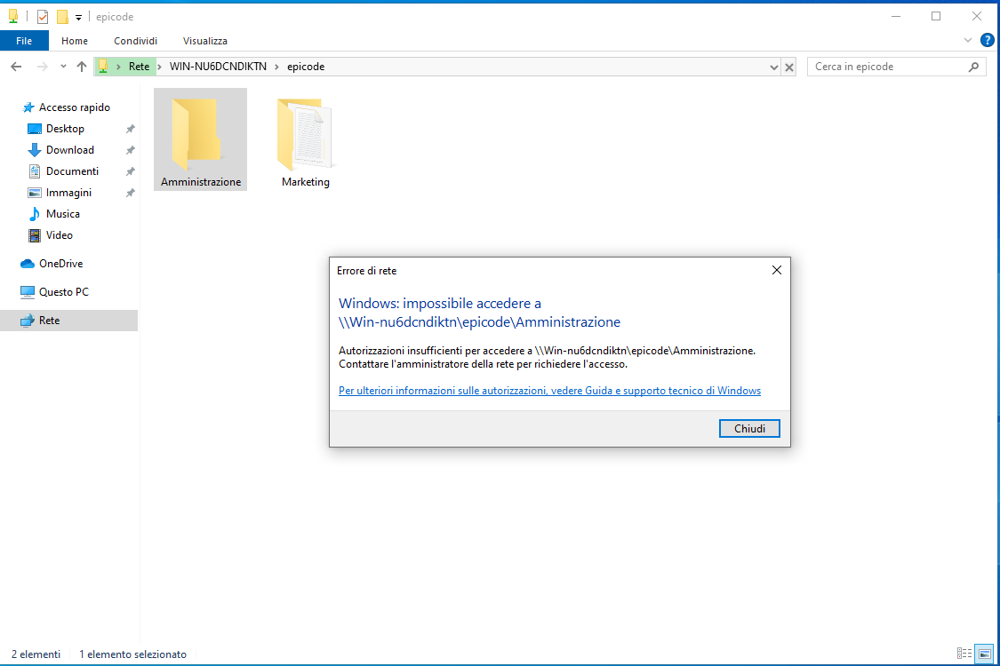 epicode
File Home Condividi Visualizza
Rete WIN-NU6DCNDIKTN epicode
Cerca in epicode
Accesso rapido
Desktop
Download
Documenti
Immagini
Musica
Video
OneDrive
Questo PC
Rete
Amministrazione
Marketing
Errore di rete
Windows: impossibile accedere a
\\Win-nu6dcndiktn\epicode\Amministrazione
Autorizzazioni insufficienti per accedere a \\Win-nu6dcndiktn\epicode\Amministrazione.
Contattare l'amministratore della rete per richiedere l'accesso.
Per ulteriori informazioni sulle autorizzazioni, vedere Guida e supporto tecnico di Windows
Chiudi
2 elementi 1 elemento selezionato